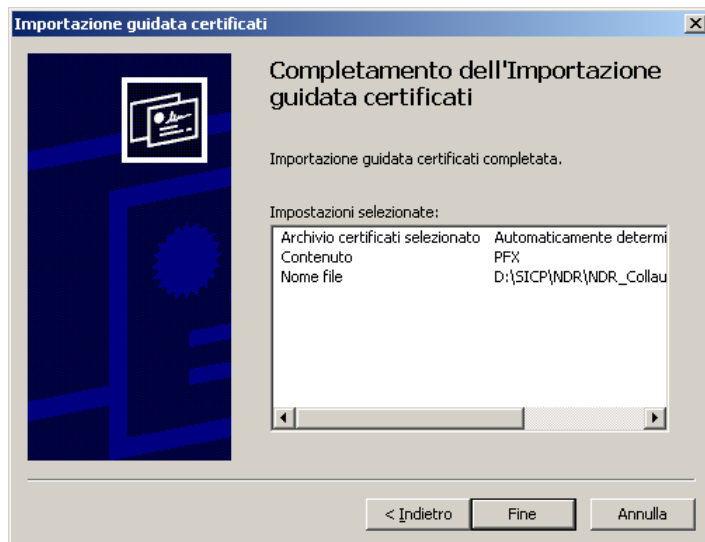 Importazione guidata certificati
Completamento dell'Importazione
guidata certificati
Importazione guidata certificati completata.
Impostazioni selezionate:
Archivio certificati selezionato Automaticamente determi
Contenuto PFX
Nome file D:\SICP\NDR\NDR_Collau
< Indietro Fine Annulla